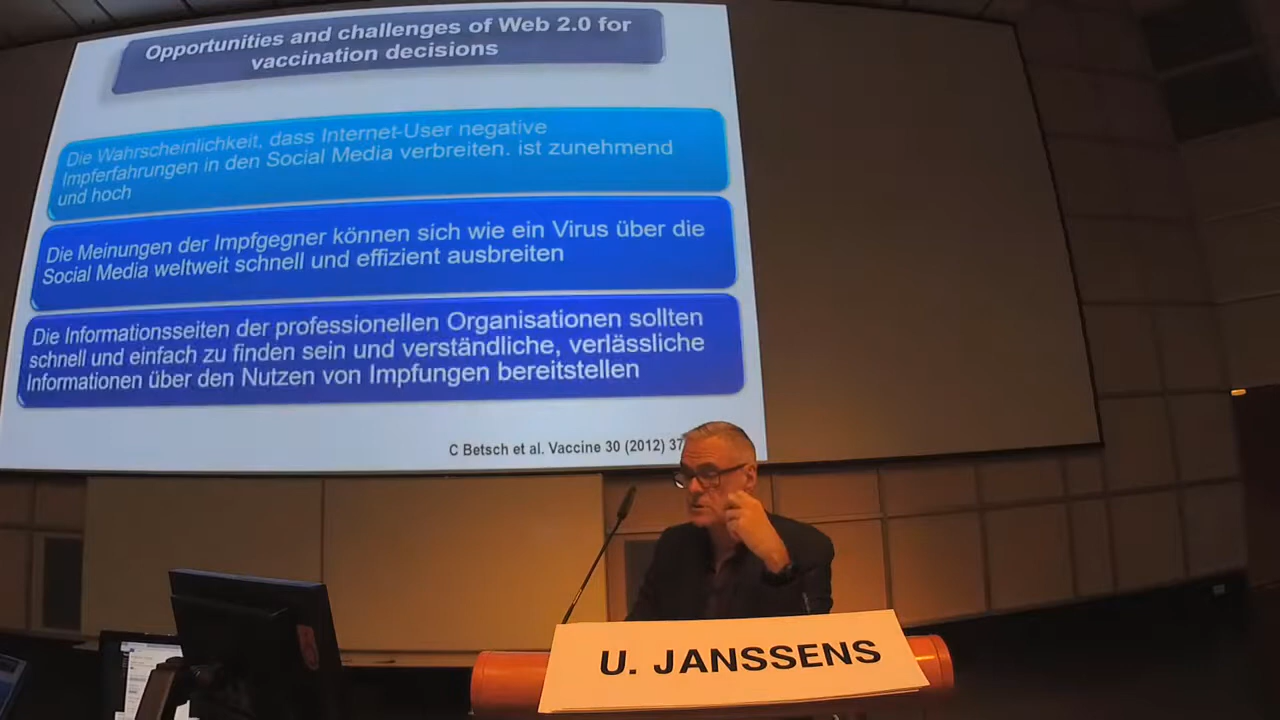 Opportunities and challenges of Web 2.0 for
vaccination decisions
Die Wahrscheinlichkeit, dass Internet-User negative
Impferfahrungen in den Social Media verbreiten. ist zunehmend
und hoch
Die Meinungen der Impfgegner können sich wie ein Virus über die
Social Media weltweit schnell und effizient ausbreiten
Die Informationsseiten der professionellen Organisationen sollten
schnell und einfach zu finden sein und verständliche, verlässliche
Informationen über den Nutzen von Impfungen bereitstellen
C Betsch et al. Vaccine 30 (2012) 37
U. JANSSENS